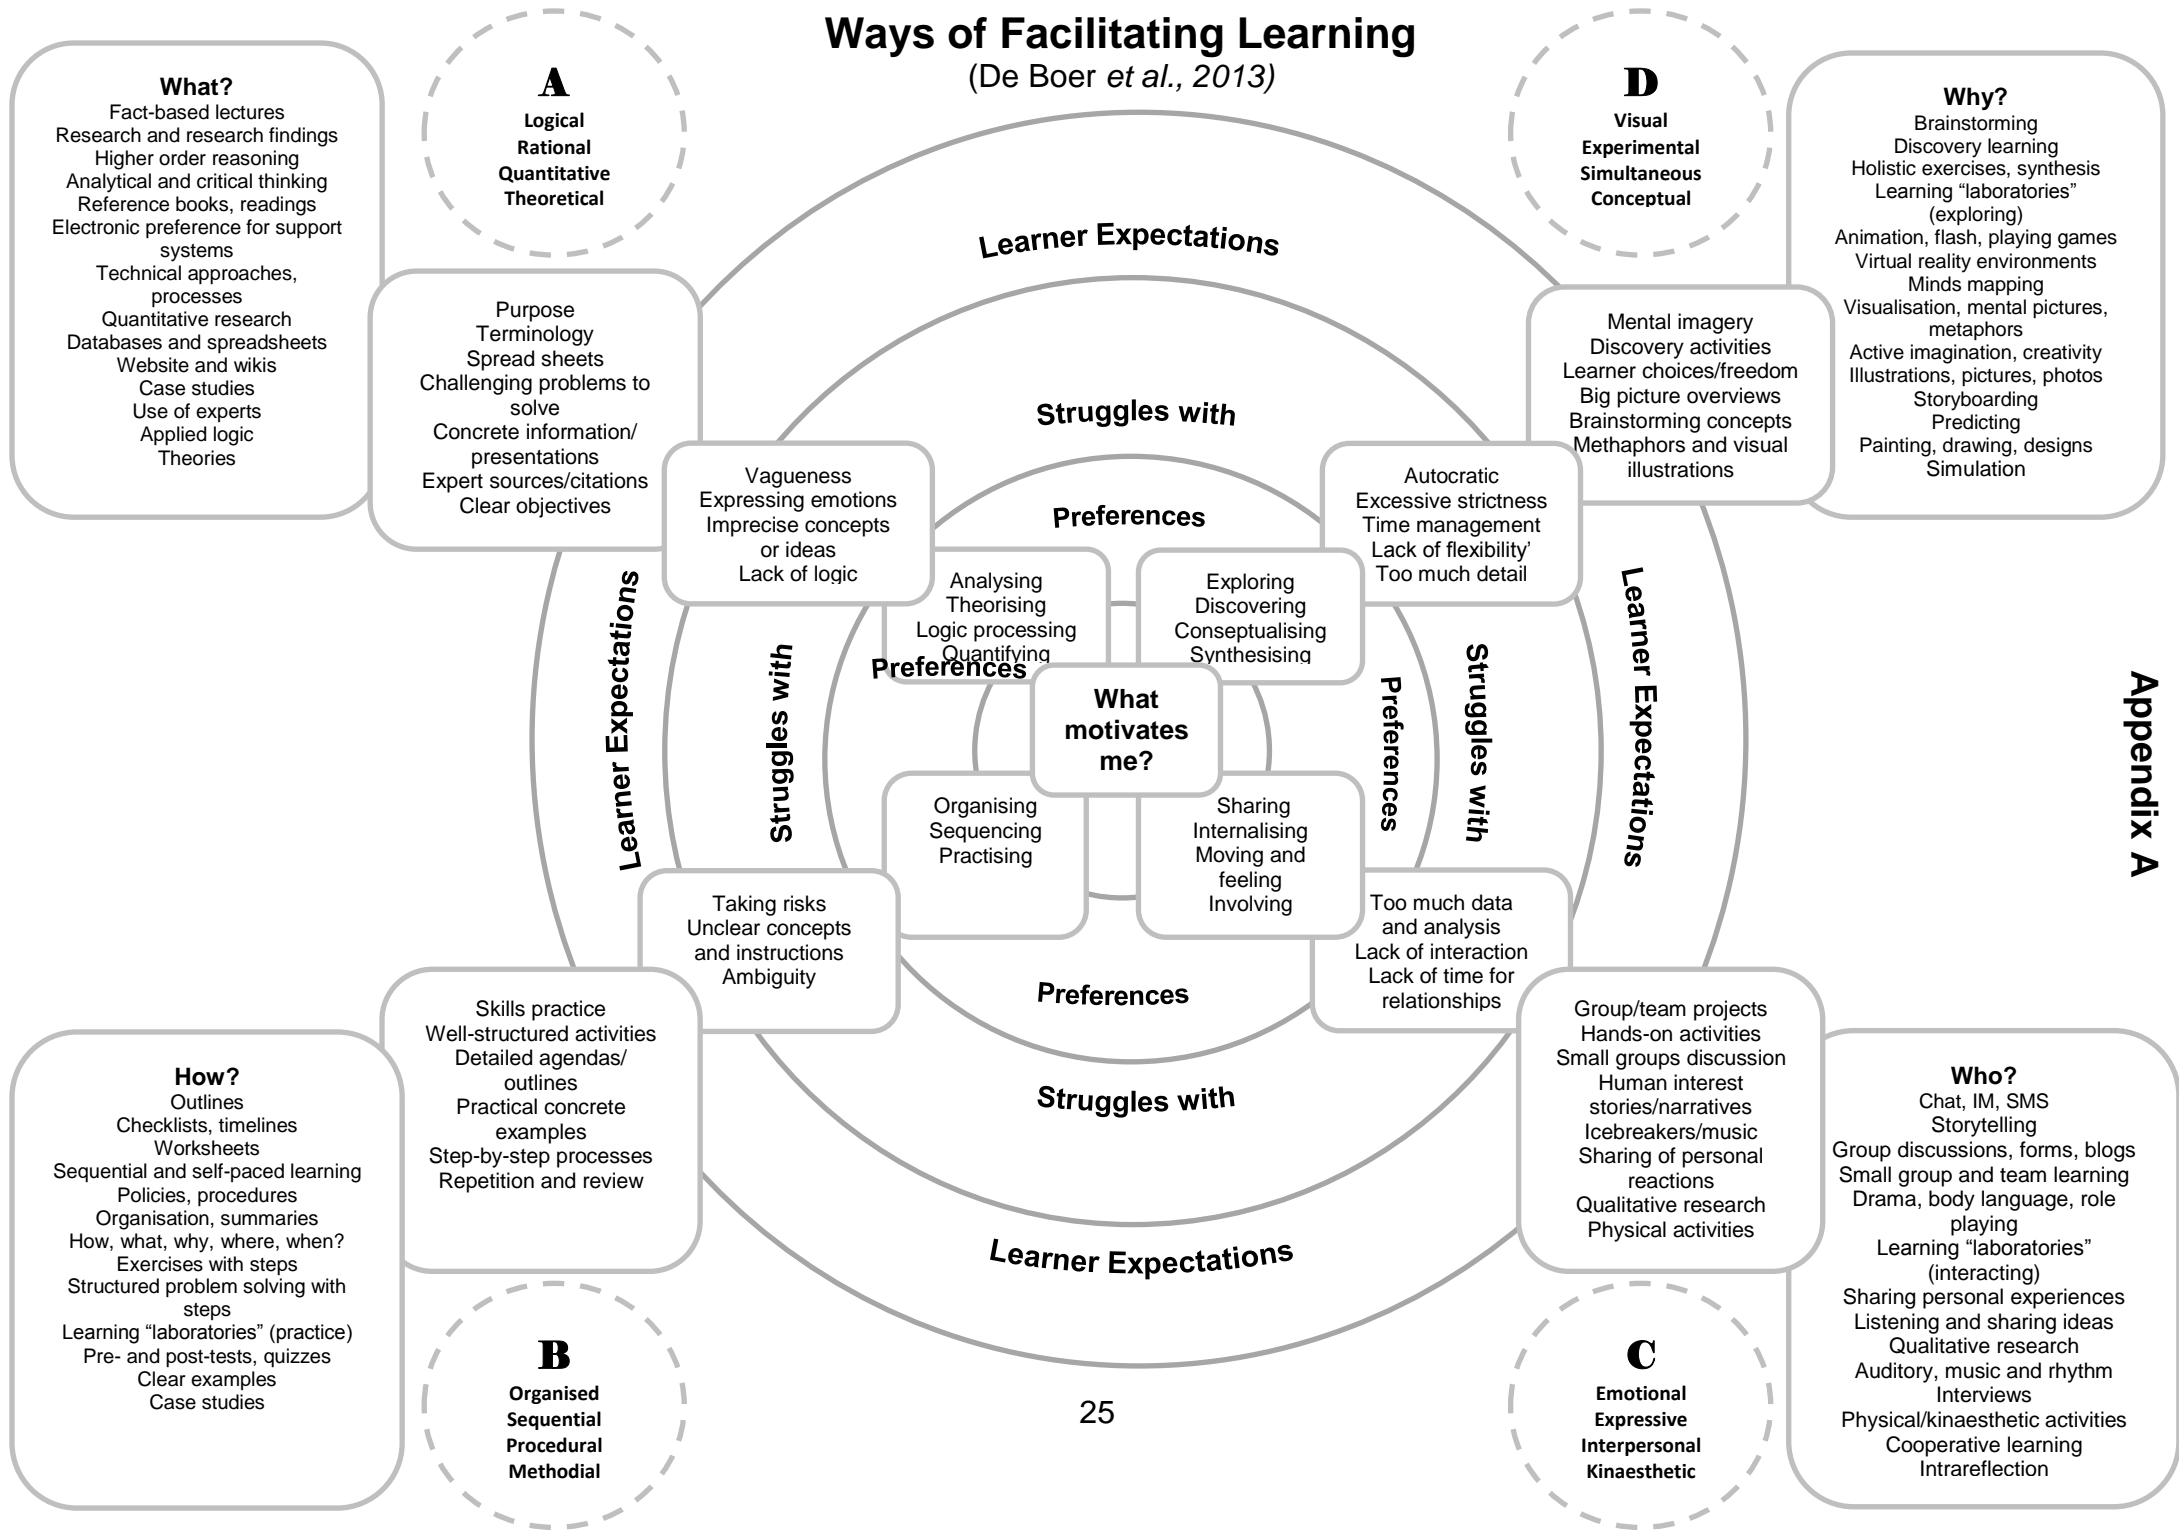 Ways of Facilitating Learning
(De Boer et al., 2013)
What?
Fact-based lectures
Research and research findings
Higher order reasoning
Analytical and critical thinking
Reference books, readings
Electronic preference for support
systems
Technical approaches,
processes
Quantitative research
Databases and spreadsheets
Website and wikis
Case studies
Use of experts
Applied logic
Theories
A
Logical
Rational
Quantitative
Theoretical
Purpose
Terminology
Spread sheets
Challenging problems to
solve
Concrete information/
presentations
Expert sources/citations
Clear objectives
Vagueness
Expressing emotions
Imprecise concepts
or ideas
Lack of logic
Analysing
Theorising
Logic processing
Quantifying
D
Visual
Experimental
Simultaneous
Conceptual
Why?
Brainstorming
Discovery learning
Holistic exercises, synthesis
Learning “laboratories”
(exploring)
Animation, flash, playing games
Virtual reality environments
Minds mapping
Visualisation, mental pictures,
metaphors
Active imagination, creativity
Illustrations, pictures, photos
Storyboarding
Predicting
Painting, drawing, designs
Simulation
Mental imagery
Discovery activities
Learner choices/freedom
Big picture overviews
Brainstorming concepts
Methaphors and visual
illustrations
Autocratic
Excessive strictness
Time management
Lack of flexibility’
Too much detail
Exploring
Discovering
Conseptualising
Synthesising
Learner Expectations
Struggles with
Preferences
Learner Expectations
Struggles with
Preferences
What
motivates
me?
Preferences
Struggles with
Learner Expectations
Appendix A
Organising
Sequencing
Practising
Taking risks
Unclear concepts
and instructions
Ambiguity
Skills practice
Well-structured activities
Detailed agendas/
outlines
Practical concrete
examples
Step-by-step processes
Repetition and review
How?
Outlines
Checklists, timelines
Worksheets
Sequential and self-paced learning
Policies, procedures
Organisation, summaries
How, what, why, where, when?
Exercises with steps
Structured problem solving with
steps
Learning “laboratories” (practice)
Pre- and post-tests, quizzes
Clear examples
Case studies
B
Organised
Sequential
Procedural
Methodial
Sharing
Internalising
Moving and
feeling
Involving
Too much data
and analysis
Lack of interaction
Lack of time for
relationships
Group/team projects
Hands-on activities
Small groups discussion
Human interest
stories/narratives
Icebreakers/music
Sharing of personal
reactions
Qualitative research
Physical activities
Who?
Chat, IM, SMS
Storytelling
Group discussions, forms, blogs
Small group and team learning
Drama, body language, role
playing
Learning “laboratories”
(interacting)
Sharing personal experiences
Listening and sharing ideas
Qualitative research
Auditory, music and rhythm
Interviews
Physical/kinaesthetic activities
Cooperative learning
Intrareflection
C
Emotional
Expressive
Interpersonal
Kinaesthetic
Preferences
Struggles with
Learner Expectations
25